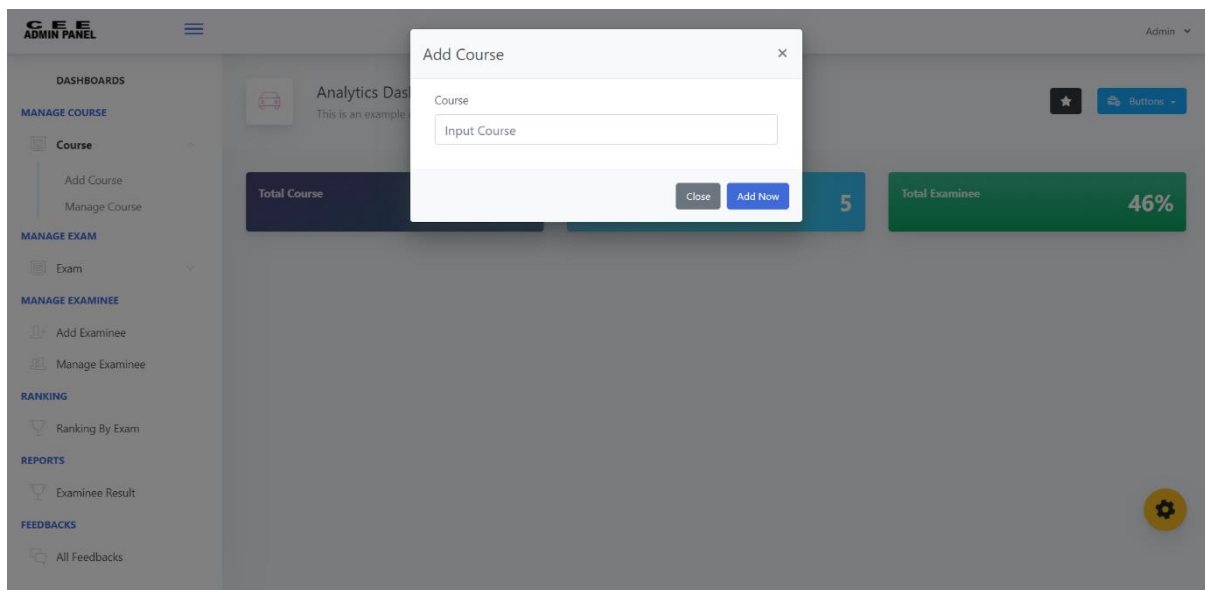 C E E
ADMIN PANEL
Admin
DASHBOARDS
MANAGE COURSE
Course
Add Course
Manage Course
MANAGE EXAM
Exam
MANAGE EXAMINEE
Add Examinee
Manage Examinee
RANKING
Ranking By Exam
REPORTS
Examinee Result
FEEDBACKS
All Feedbacks
Analytics Das
This is an example
Buttons
Total Course
5
Total Examinee
46%
Add Course
×
Course
Input Course
Close
Add Now